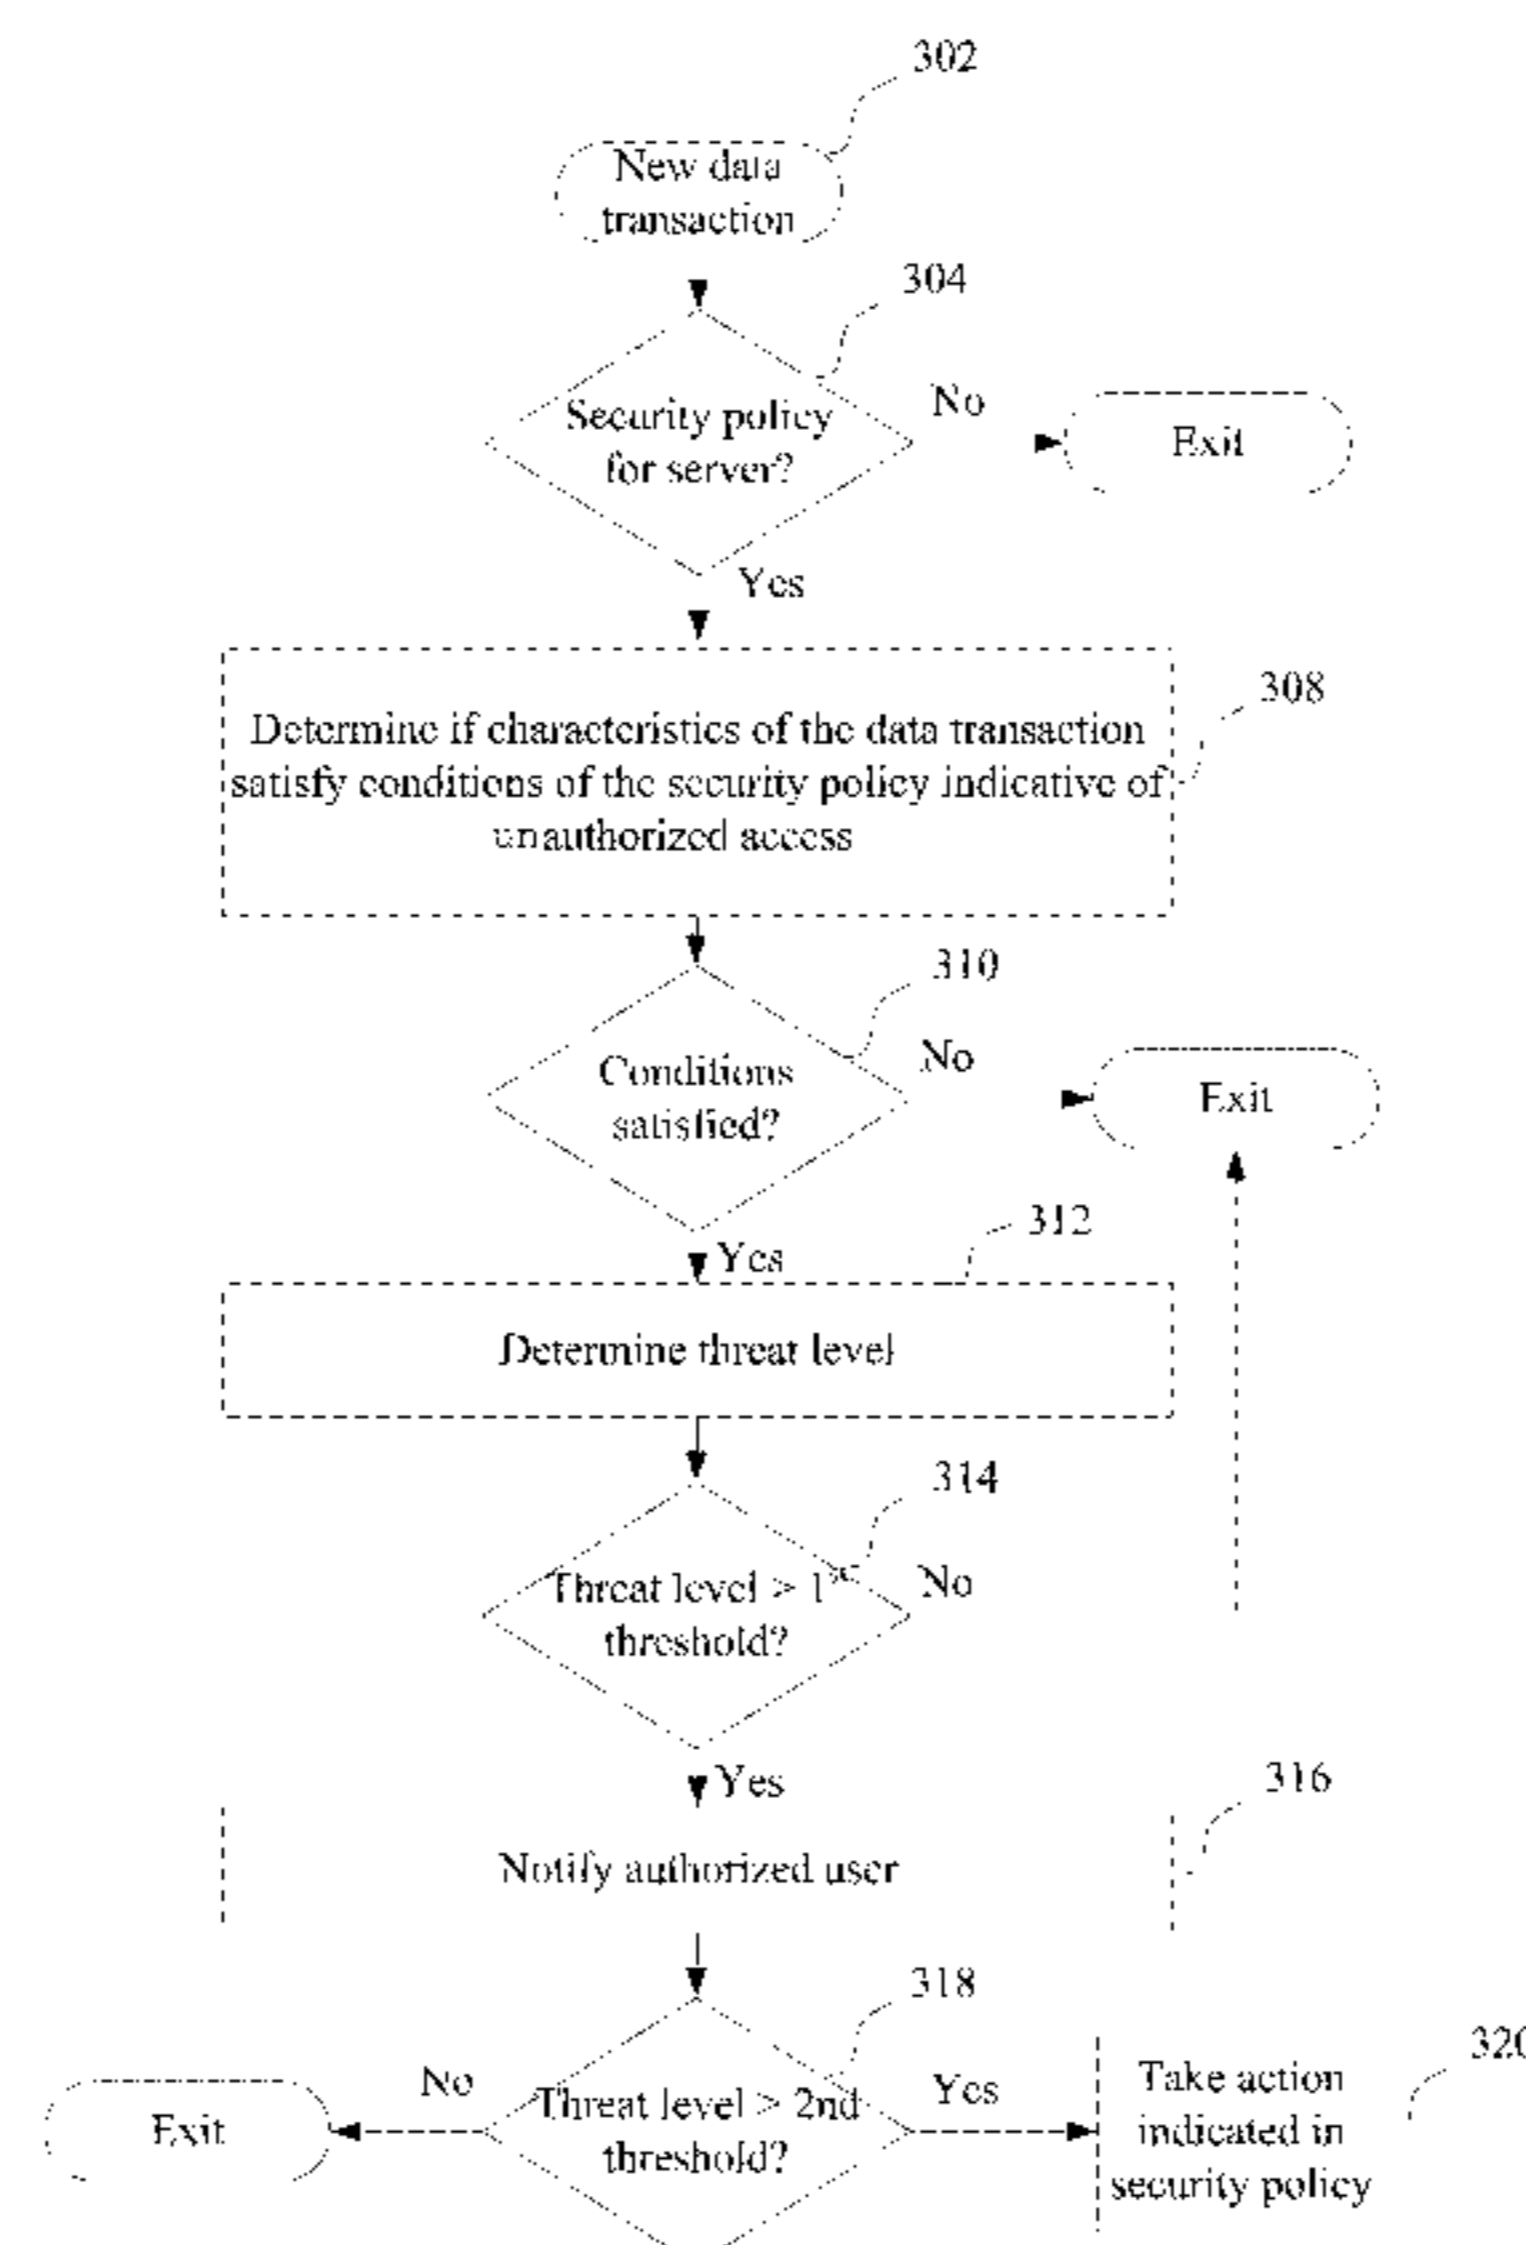 302
New data
transaction
304
Security policy
for server?
No
Exit
Yes
308
Determine if characteristics of the data transaction
satisfy conditions of the security policy indicative of
unauthorized access
310
Conditions
satisfied?
No
Exit
Yes
312
Determine threat level
314
Threat level > 1st
threshold?
No
Yes
316
Notify authorized user
318
Threat level > 2nd
threshold?
No
Exit
Yes
320
Take action
indicated in
security policy